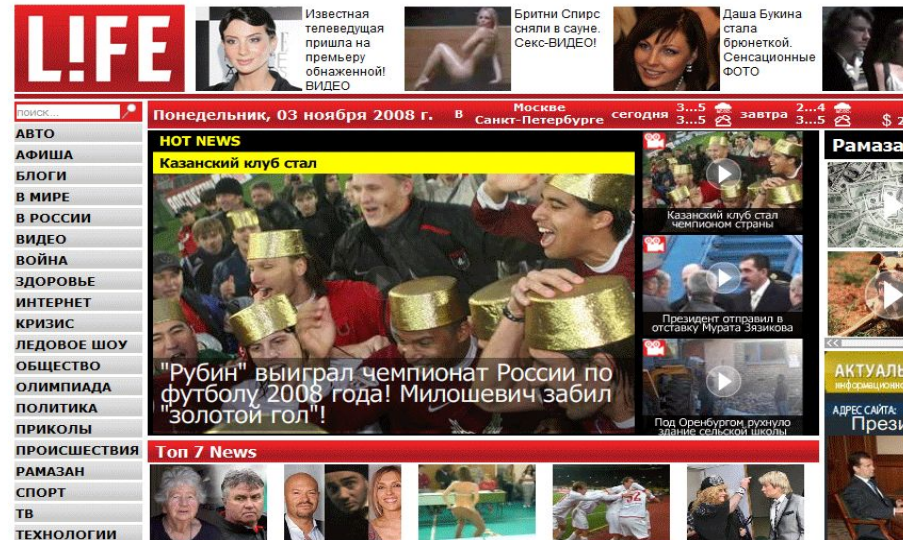 L!FE
Известная
телеведущая
пришла на
премьеру
обнаженной!
ВИДЕО
Бритни Спирс
сняли в сауне.
Секс-ВИДЕО!
Даша Букина
стала
брюнеткой.
Сенсационные
ФОТО
поиск...
Понедельник, 03 ноября 2008 г.
в Москве сегодня 3...5 завтра 2...4
Санкт-Петербурге 3...5 3...5
$ 2
АВТО
АФИША
БЛОГИ
В МИРЕ
В РОССИИ
ВИДЕО
ВОЙНА
ЗДОРОВЬЕ
ИНТЕРНЕТ
КРИЗИС
ЛЕДОВОЕ ШОУ
ОБЩЕСТВО
ОЛИМПИАДА
ПОЛИТИКА
ПРИКОЛЫ
ПРОИСШЕСТВИЯ
РАМАЗАН
СПОРТ
ТВ
ТЕХНОЛОГИИ
HOT NEWS
Казанский клуб стал
"Рубин" выиграл чемпионат России по
футболу 2008 года! Милошевич забил
"золотой гол"!
Казанский клуб стал
чемпионом страны
Президент отправил в
отставку Мурата Зязикова
Под Оренбургом рухнуло
здание сельской школы
Рамаза
АКТУАЛЬ
АДРЕС САЙТА:
Прези
Топ 7 News